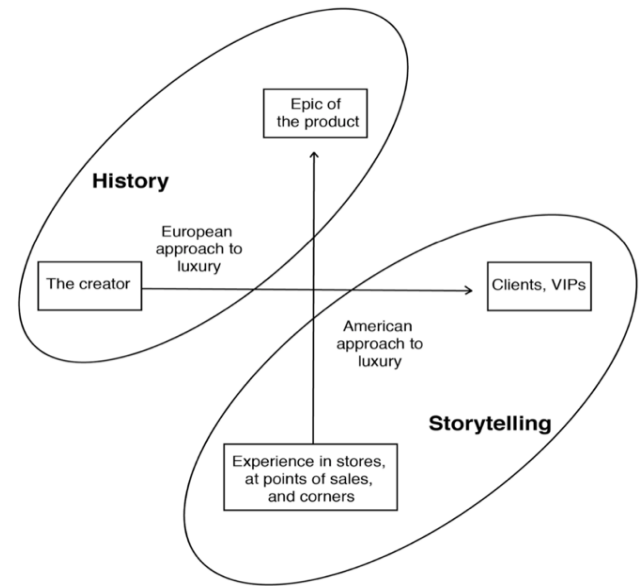 Epic of
the product
History
European
approach to
luxury
The creator
Clients, VIPs
American
approach to
luxury
Storytelling
Experience in stores,
at points of sales,
and corners